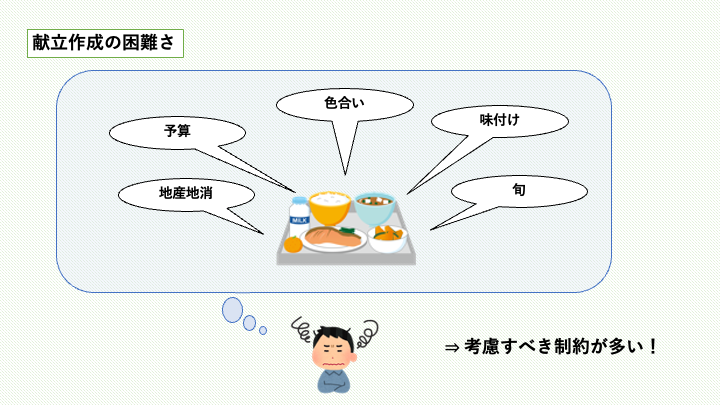 献立作成の困難さ
色合い
予算
味付け
地産地消
旬
MILK
⇒ 考慮すべき制約が多い！